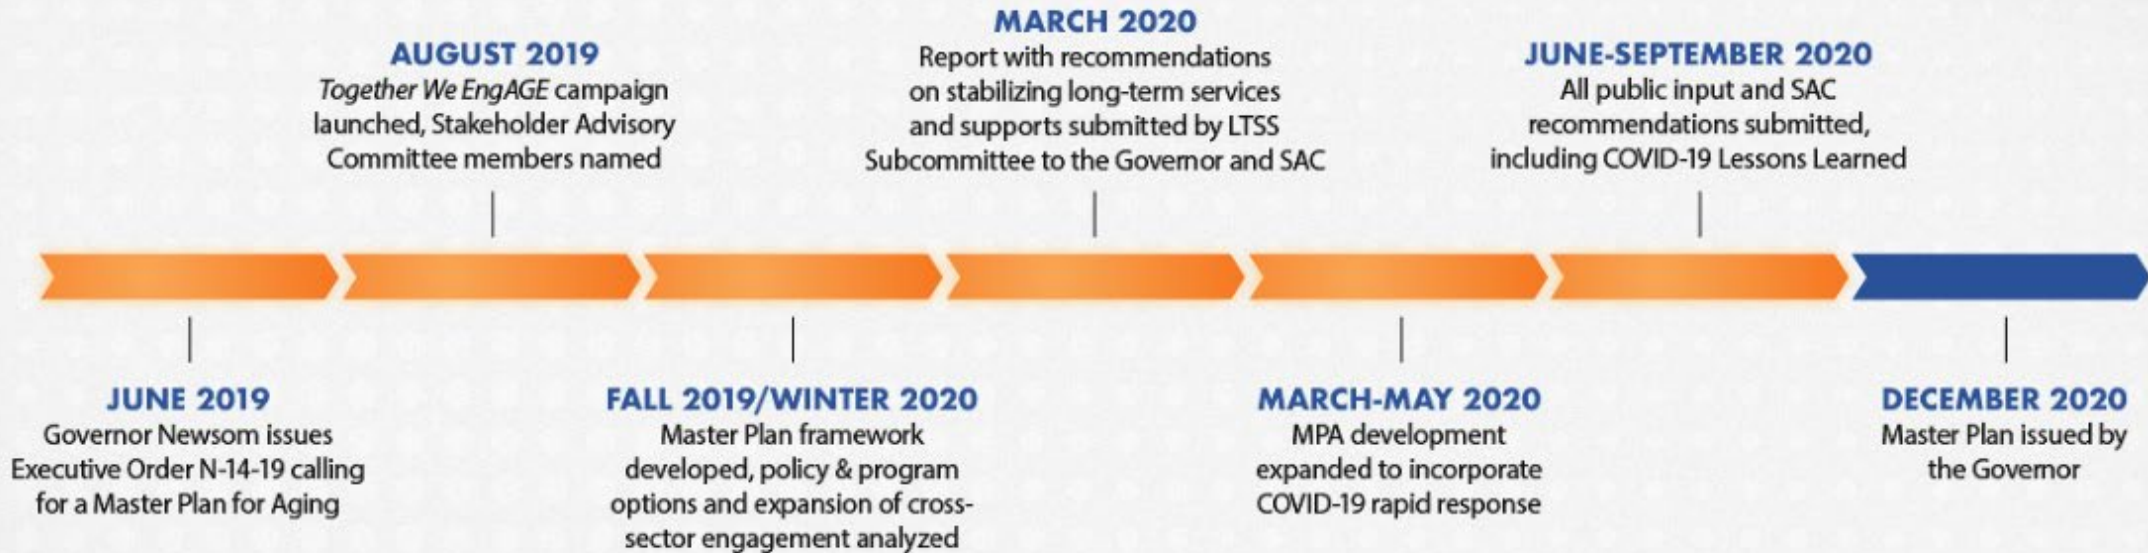 JUNE 2019
Governor Newsom issues
Executive Order N-14-19 calling
for a Master Plan for Aging
AUGUST 2019
Together We EngAGE campaign
launched, Stakeholder Advisory
Committee members named
FALL 2019/WINTER 2020
Master Plan framework
developed, policy & program
options and expansion of cross-
sector engagement analyzed
MARCH 2020
Report with recommendations
on stabilizing long-term services
and supports submitted by LTSS
Subcommittee to the Governor and SAC
MARCH-MAY 2020
MPA development
expanded to incorporate
COVID-19 rapid response
JUNE-SEPTEMBER 2020
All public input and SAC
recommendations submitted,
including COVID-19 Lessons Learned
DECEMBER 2020
Master Plan issued by
the Governor